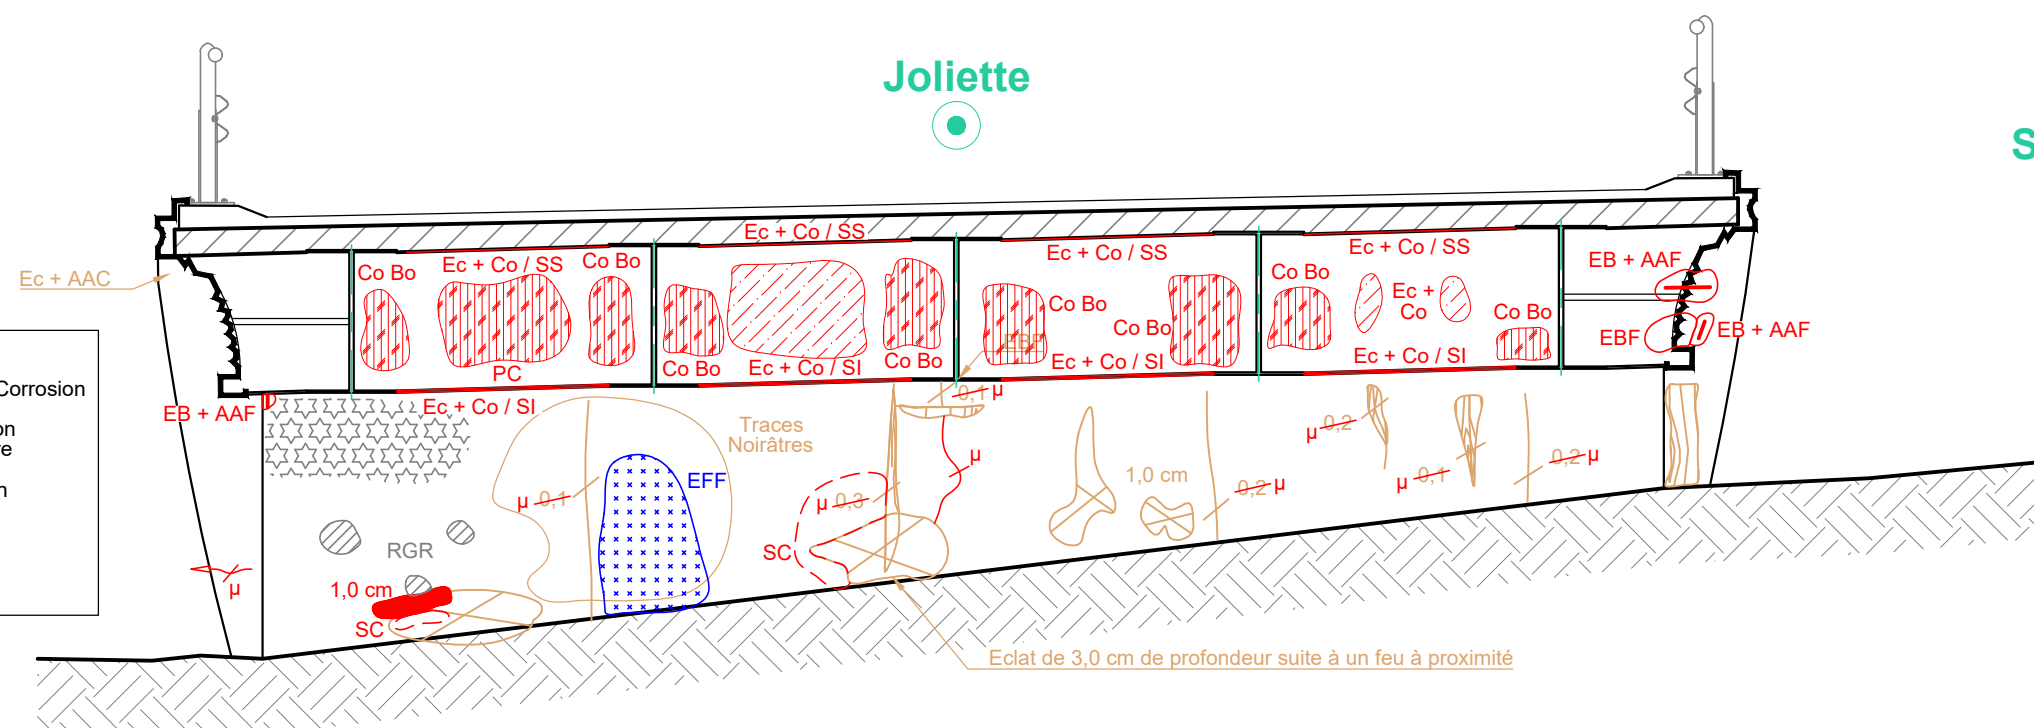 Joliette
S
Ec + Co / SS
Ec + Co / SS
Ec + Co / SS
Ec + Co / SS
Co Bo
Co Bo
Co Bo
EB + AAF
Ec + AAC
Ec +
Co
Co Bo
Co Bo
Co Bo
EBF
EB + AAF
EBF
Co Bo
Co Bo
PC
Ec + Co / SI
Ec + Co / SI
Ec + Co / SI
Ec + Co / SI
Corrosion
on
re
n
EB + AAF
0,1 µ
Traces
Noirâtres
µ 0,2
µ
0,2 µ
EFF
µ 0,1
1,0 cm
µ 0,1
µ 0,3
0,2 µ
RGR
SC
µ
1,0 cm
SC
Eclat de 3,0 cm de profondeur suite à un feu à proximité